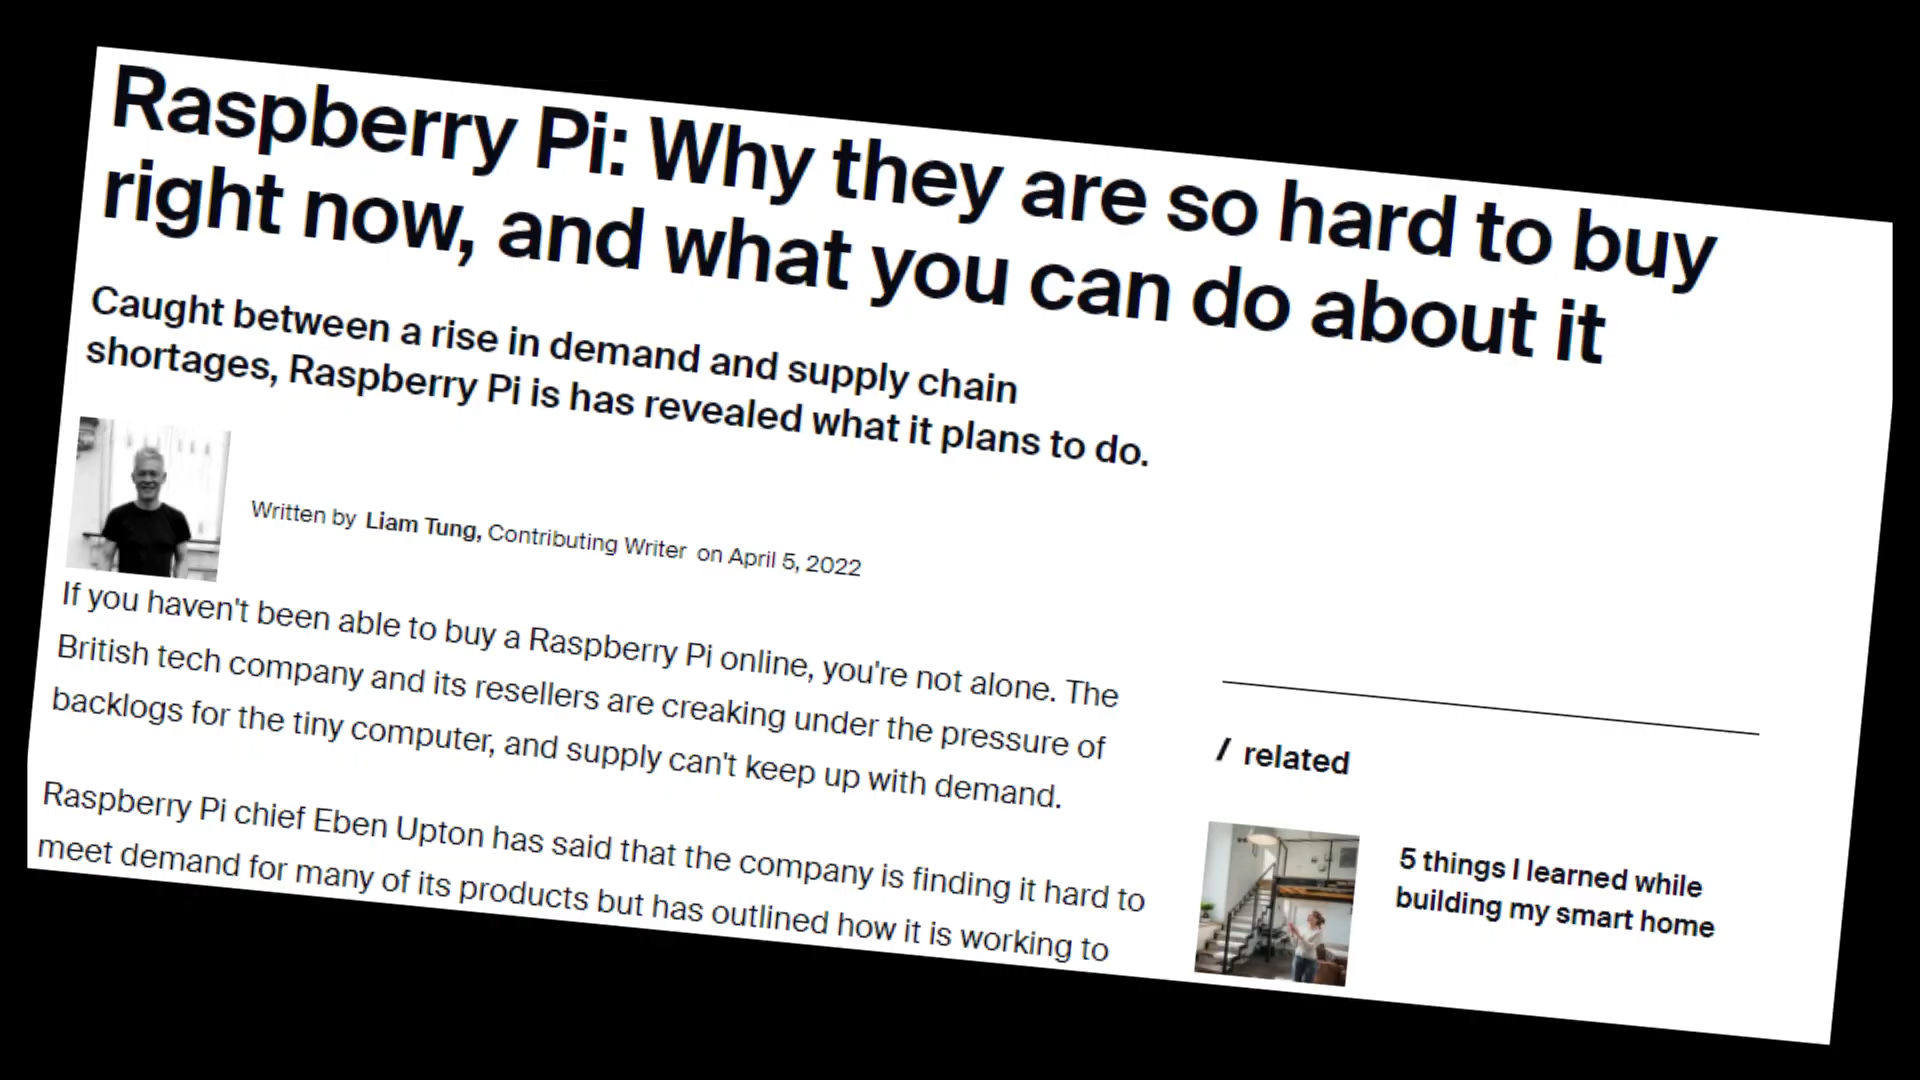 Raspberry Pi: Why they are so hard to buy
right now, and what you can do about it
Caught between a rise in demand and supply chain
shortages, Raspberry Pi is has revealed what it plans to do.
Written by Liam Tung, Contributing Writer on April 5, 2022
If you haven't been able to buy a Raspberry Pi online, you're not alone. The
British tech company and its resellers are creaking under the pressure of
backlogs for the tiny computer, and supply can't keep up with demand.
Raspberry Pi chief Eben Upton has said that the company is finding it hard to
meet demand for many of its products but has outlined how it is working to
/ related
5 things I learned while
building my smart home